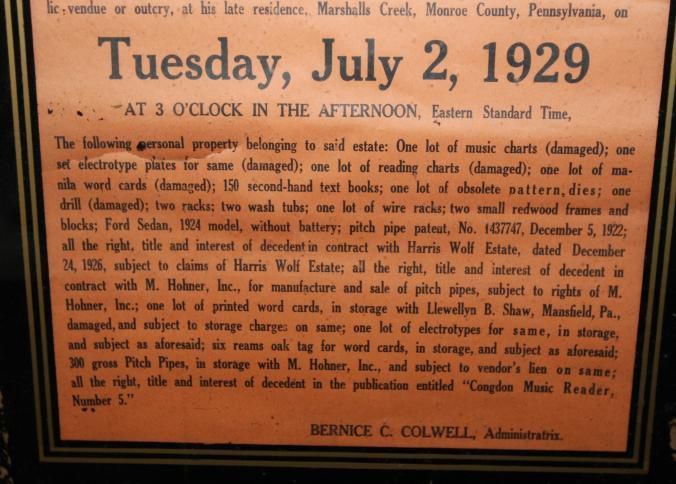 lic vendue or outcry, at his late residence, Marshalls Creek, Monroe County, Pennsylvania, on
Tuesday, July 2, 1929
AT 3 O'CLOCK IN THE AFTERNOON, Eastern Standard Time,
The following personal property belonging to said estate: One lot of music charts (damaged); one
set electrotype plates for same (damaged); one lot of reading charts (damaged); one lot of ma-
nila word cards (damaged); 150 second-hand text books; one lot of obsolete pattern, dies; one
drill (damaged); two racks; two wash tubs; one lot of wire racks; two small redwood frames and
blocks; Ford Sedan, 1924 model, without battery; pitch pipe patent, No. 1437747, December 5, 1922;
all the right, title and interest of decedent in contract with Harris Wolf Estate, dated December
24, 1926, subject to claims of Harris Wolf Estate; all the right, title and interest of decedent in
contract with M. Hohner, Inc., for manufacture and sale of pitch pipes, subject to rights of M.
Hohner, Inc.; one lot of printed word cards, in storage with Llewellyn B. Shaw, Mansfield, Pa.,
damaged, and subject to storage charges on same; one lot of electrotypes for same, in storage,
and subject as aforesaid; six reams oak tag for word cards, in storage, and subject as aforesaid;
300 gross Pitch Pipes, in storage with M. Hohner, Inc., and subject to vendor's lien on same;
all the right, title and interest of decedent in the publication entitled "Congdon Music Reader,
Number 5."
BERNICE C. COLWELL, Administratrix.